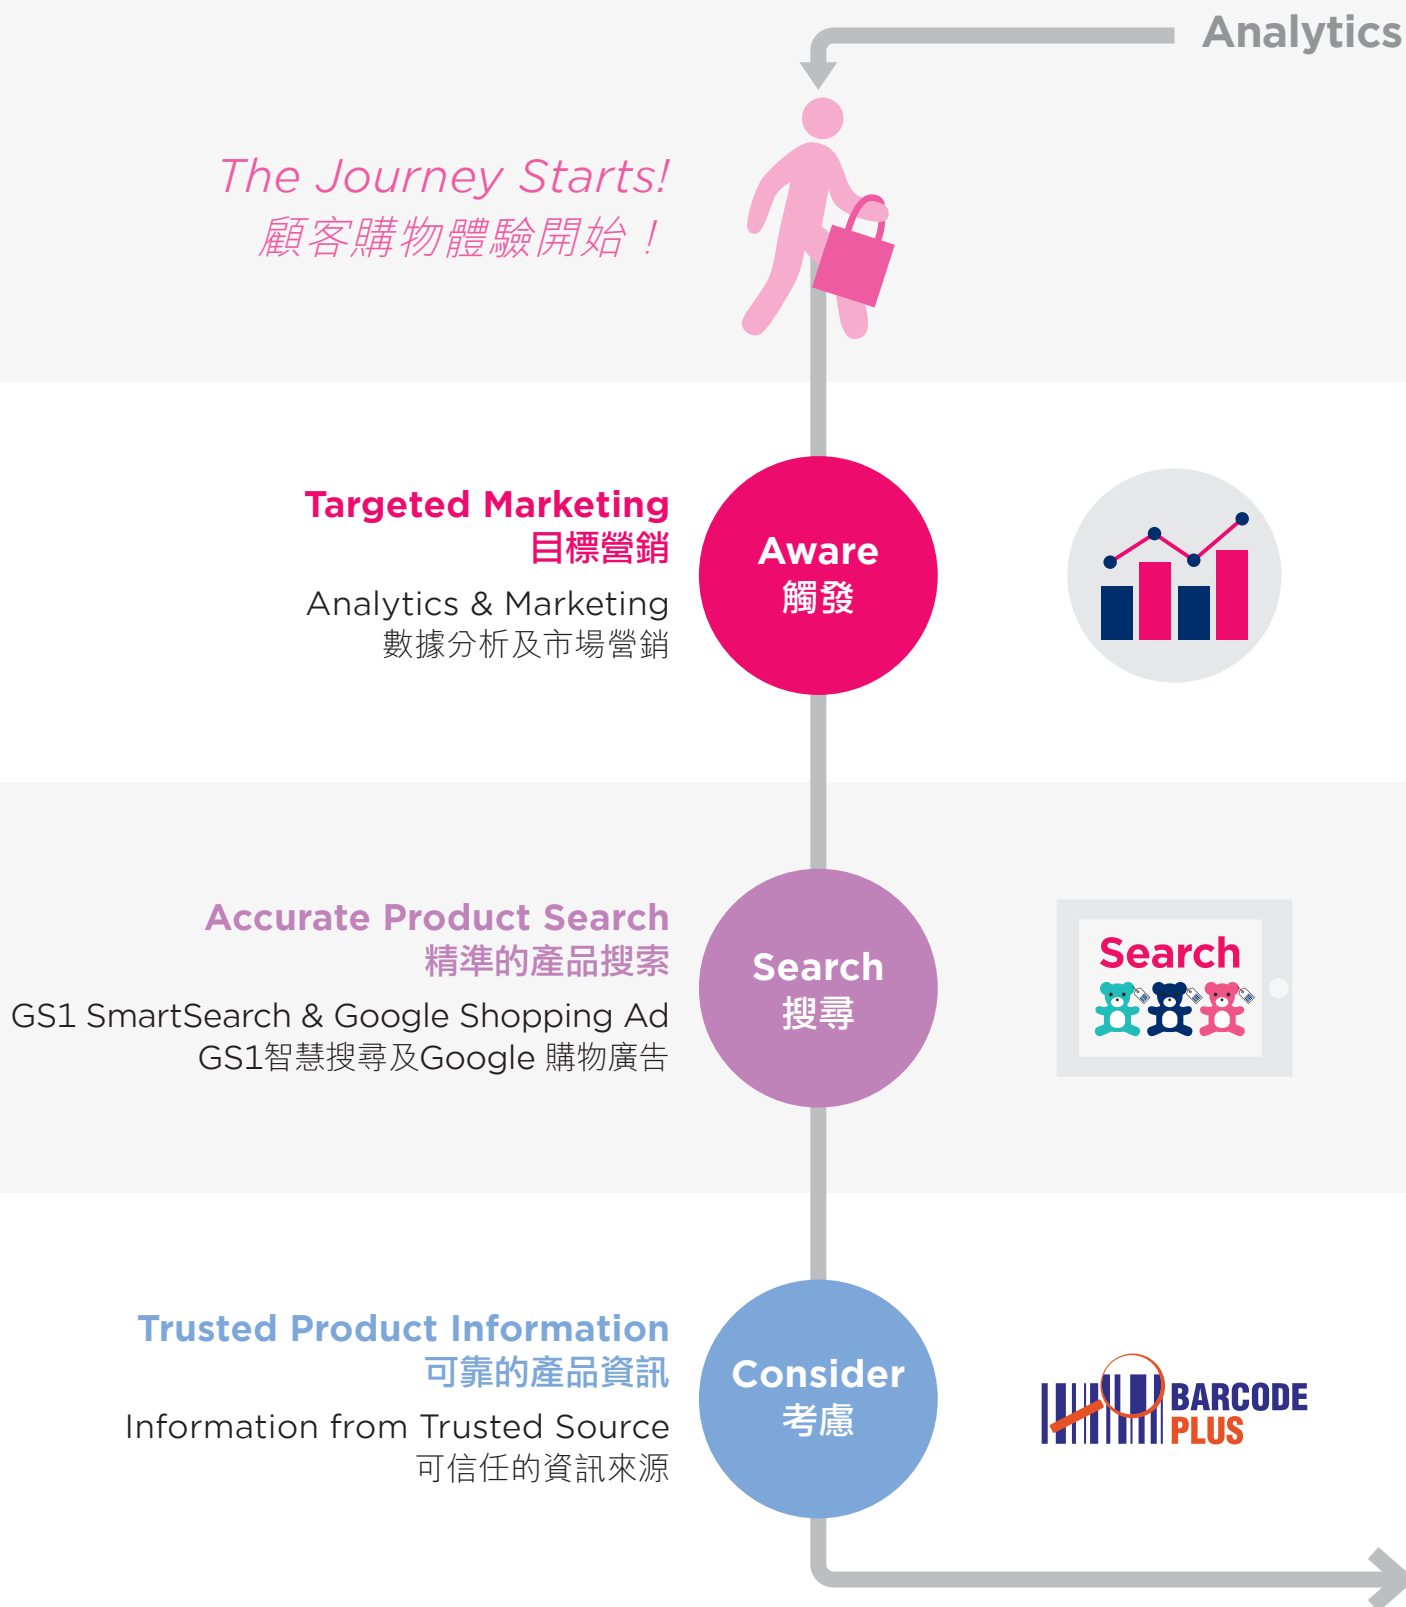 Analytics
The Journey Starts!
顧客購物體驗開始！
Targeted Marketing
目標營銷
Analytics & Marketing
數據分析及市場營銷
Aware
觸發
Accurate Product Search
精準的產品搜索
GS1 SmartSearch & Google Shopping Ad
GS1智慧搜尋及Google 購物廣告
Search
搜尋
Search
Trusted Product Information
可靠的產品資訊
Information from Trusted Source
可信任的資訊來源
Consider
考慮
BARCODE
PLUS